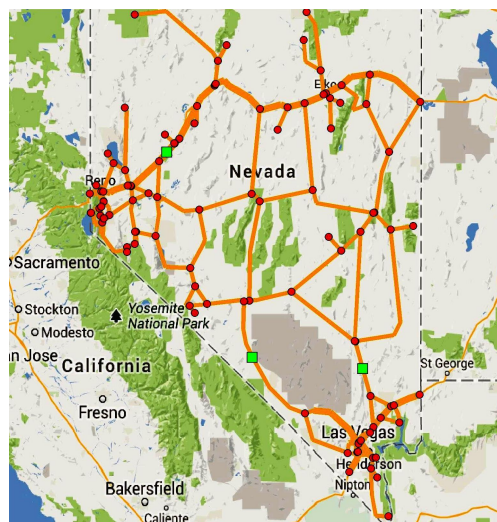 Elko
Nevada
Reno
Sacramento
Yosemite
National Park
Stockton
Modesto
an Jose
California
St George
Fresno
Las Vegas
Henderson
Nipton
Bakersfield
Caliente